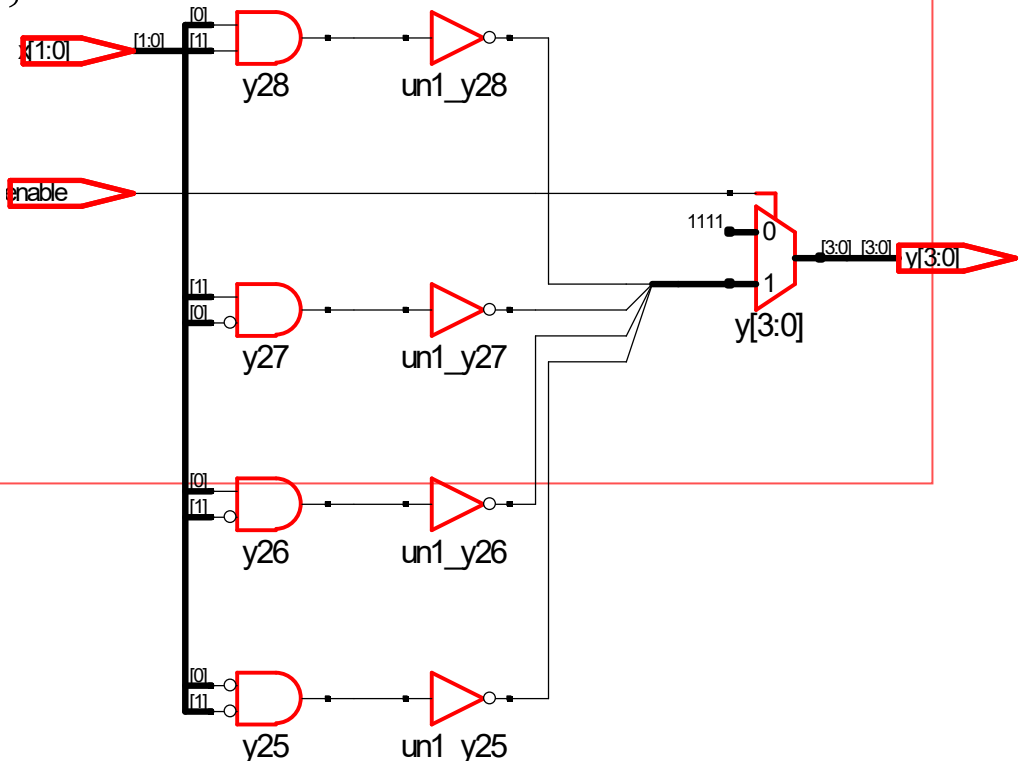 )
[0]
x[1:0]
[1:0]
[1]
y28
un1_y28
enable
1111
0
[3:0]
[3:0]
y[3:0]
1
y[3:0]
[1]
[0]
y27
un1_y27
[0]
[1]
y26
un1_y26
[0]
[1]
y25
un1_y25